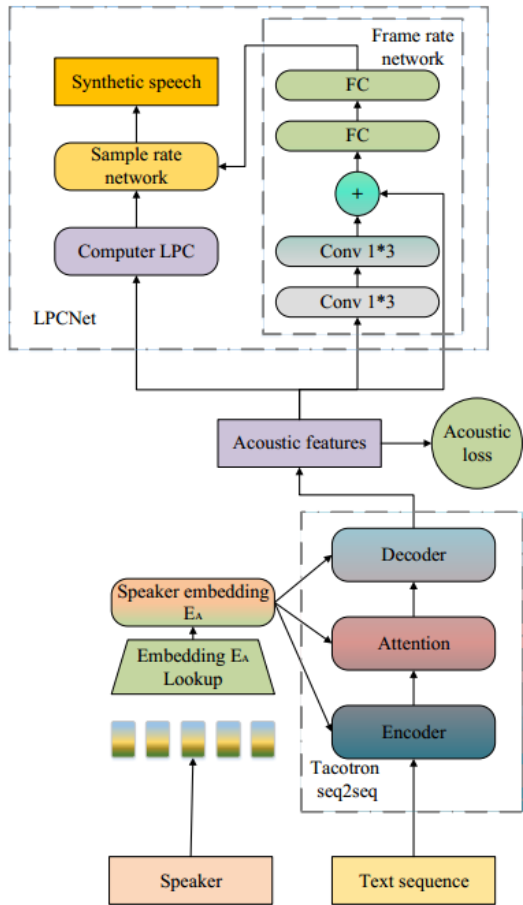 Frame rate
network
Synthetic speech
FC
FC
Sample rate
network
+
Computer LPC
Conv 1*3
Conv 1*3
LPCNet
Acoustic features
Acoustic
loss
Decoder
Speaker embedding
EA
Attention
Embedding EA
Lookup
Encoder
Tacotron
seq2seq
Speaker
Text sequence